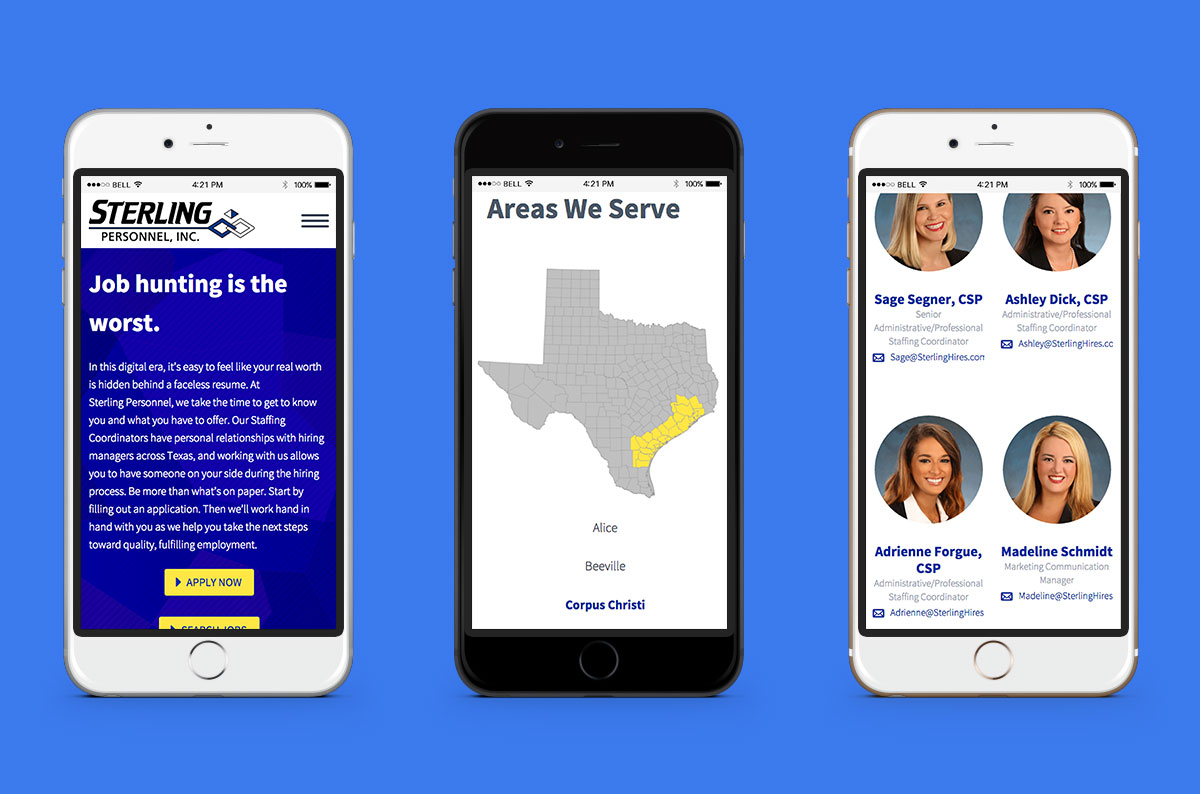 BELL 4:21 PM 100%
STERLING
PERSONNEL, INC.
Job hunting is the
worst.
In this digital era, it's easy to feel like your real worth
is hidden behind a faceless resume. At
Sterling Personnel, we take the time to get to know
you and what you have to offer. Our Staffing
Coordinators have personal relationships with hiring
managers across Texas, and working with us allows
you to have someone on your side during the hiring
process. Be more than what's on paper. Start by
filling out an application. Then we'll work hand in
hand with you as we help you take the next steps
toward quality, fulfilling employment.
APPLY NOW
SEARCH JOBS
BELL 4:21 PM 100%
Areas We Serve
Alice
Beeville
Corpus Christi
BELL 4:21 PM 100%
Sage Segner, CSP
Senior
Administrative/Professional
Staffing Coordinator
Sage@SterlingHires.com
Ashley Dick, CSP
Administrative/Professional
Staffing Coordinator
Ashley@SterlingHires.cc
Adrienne Forgue,
CSP
Administrative/Professional
Staffing Coordinator
Adrienne@SterlingHires
Madeline Schmidt
Marketing Communication
Manager
Madeline@SterlingHires